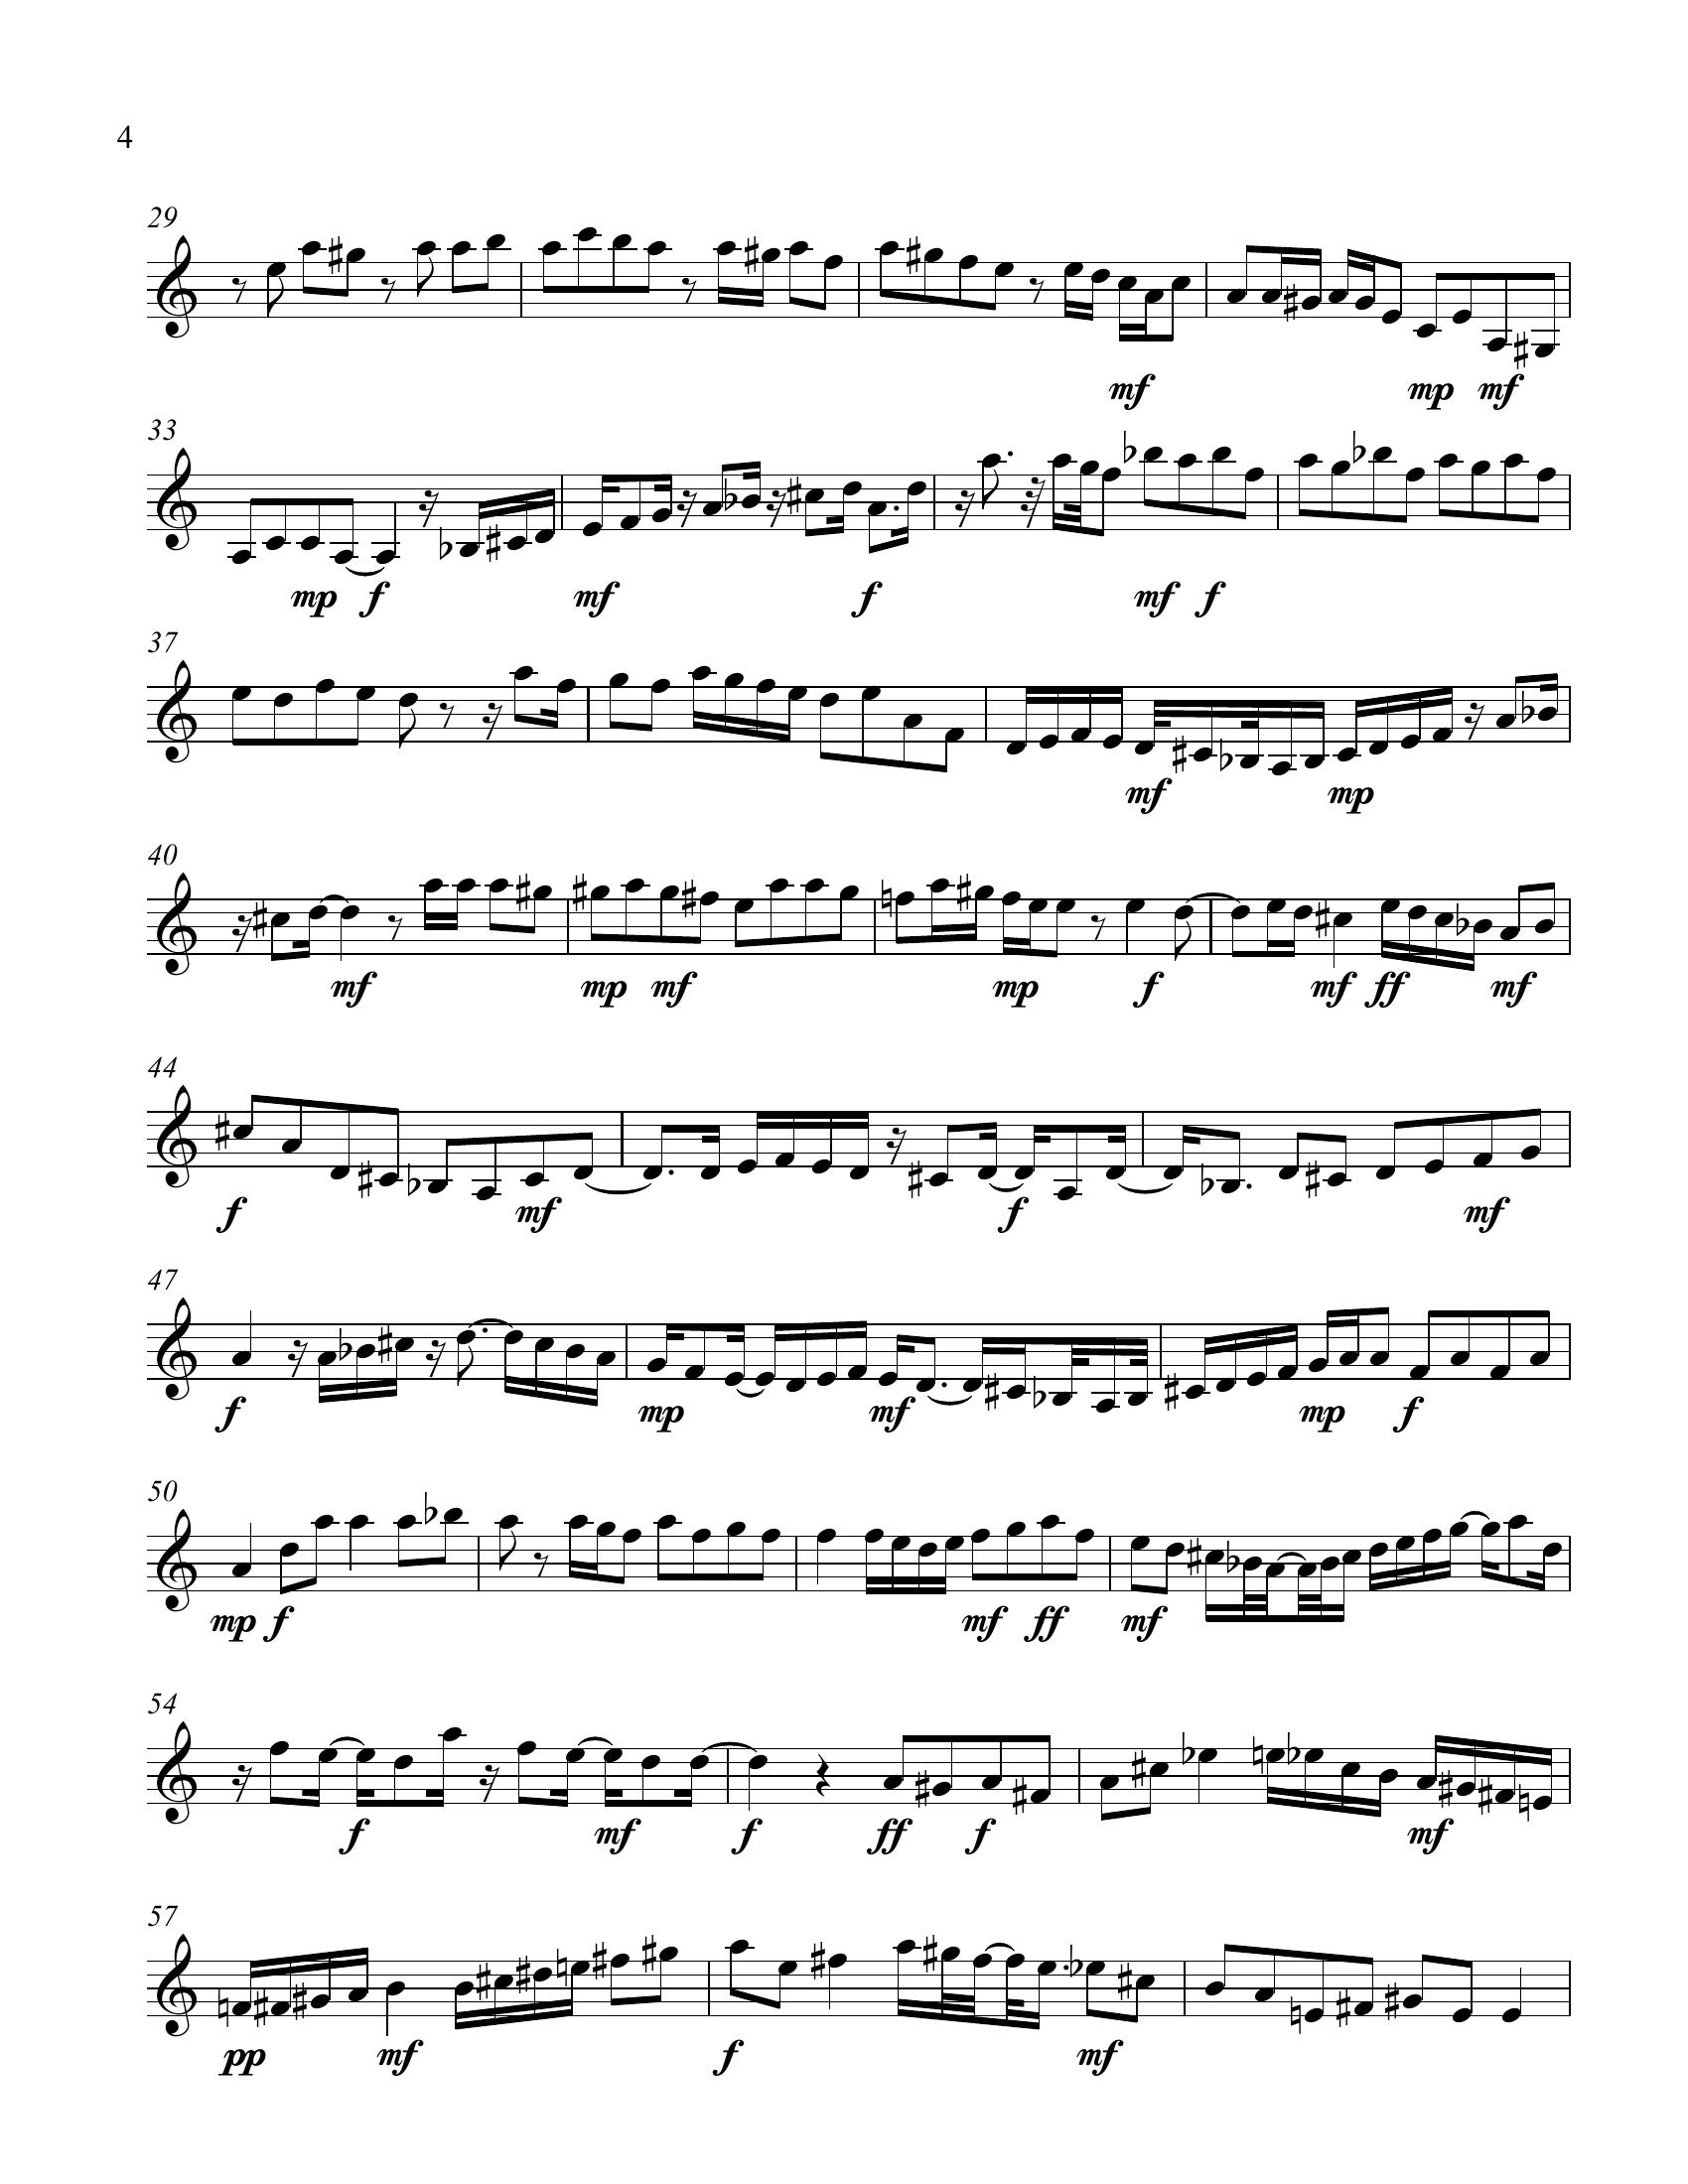 4
29
mf mp mf
33
mp f mf f mf f
37
mf mp
40
mf mp mf mp f mf ff mf
44
f mf f mf
47
f mp mf mp f
50
mp f mf ff mf
54
f mf f ff f mf
57
pp mf f mf